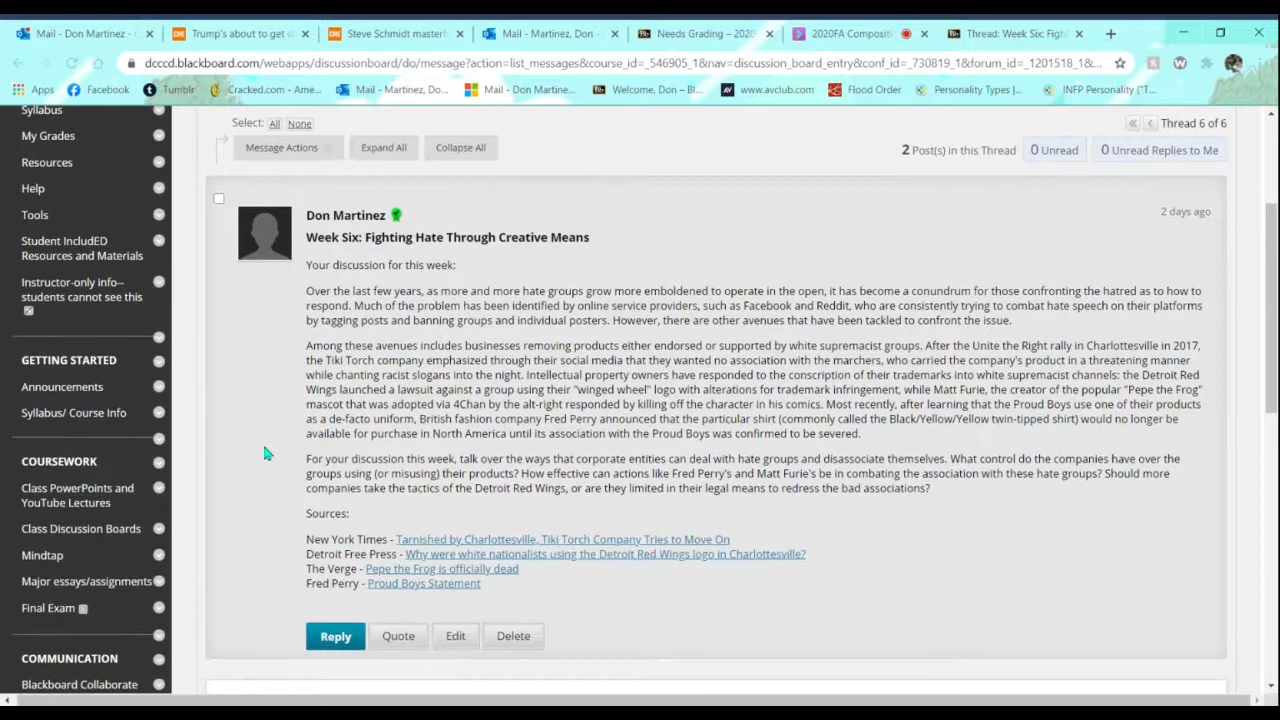 Mail - Don Martinez -
Trump's about to get d
Steve Schmidt masterf
Mail - Martinez, Don -
Needs Grading – 2020
2020FA Compositi
Thread: Week Six: Figh
dcccd.blackboard.com/webapps/discussionboard/do/message?action=list_messages&course_id=_546905_1&nav=discussion_board_entry&conf_id=_730819_1&forum_id=_1201518_1&...
Apps
Facebook
Tumblr
Cracked.com - Ame...
Mail - Martinez, Do...
Mail - Don Martine...
Welcome, Don – Bl...
www.avclub.com
Flood Order
Personality Types |...
INFP Personality ("T...
Syllabus
My Grades
Resources
Help
Tools
Student IncludED
Resources and Materials
Instructor-only info--
students cannot see this
GETTING STARTED
Announcements
Syllabus/ Course Info
COURSEWORK
Class PowerPoints and
YouTube Lectures
Class Discussion Boards
Mindtap
Major essays/assignments
Final Exam
COMMUNICATION
Blackboard Collaborate
Select: All None
Thread 6 of 6
Message Actions
Expand All
Collapse All
2 Post(s) in this Thread
0 Unread
0 Unread Replies to Me
Don Martinez
2 days ago
Week Six: Fighting Hate Through Creative Means
Your discussion for this week:
Over the last few years, as more and more hate groups grow more emboldened to operate in the open, it has become a conundrum for those confronting the hatred as to how to
respond. Much of the problem has been identified by online service providers, such as Facebook and Reddit, who are consistently trying to combat hate speech on their platforms
by tagging posts and banning groups and individual posters. However, there are other avenues that have been tackled to confront the issue.
Among these avenues includes businesses removing products either endorsed or supported by white supremacist groups. After the Unite the Right rally in Charlottesville in 2017,
the Tiki Torch company emphasized through their social media that they wanted no association with the marchers, who carried the company's product in a threatening manner
while chanting racist slogans into the night. Intellectual property owners have responded to the conscription of their trademarks into white supremacist channels: the Detroit Red
Wings launched a lawsuit against a group using their "winged wheel" logo with alterations for trademark infringement, while Matt Furie, the creator of the popular "Pepe the Frog"
mascot that was adopted via 4Chan by the alt-right responded by killing off the character in his comics. Most recently, after learning that the Proud Boys use one of their products
as a de-facto uniform, British fashion company Fred Perry announced that the particular shirt (commonly called the Black/Yellow/Yellow twin-tipped shirt) would no longer be
available for purchase in North America until its association with the Proud Boys was confirmed to be severed.
For your discussion this week, talk over the ways that corporate entities can deal with hate groups and disassociate themselves. What control do the companies have over the
groups using (or misusing) their products? How effective can actions like Fred Perry's and Matt Furie's be in combating the association with these hate groups? Should more
companies take the tactics of the Detroit Red Wings, or are they limited in their legal means to redress the bad associations?
Sources:
New York Times - Tarnished by Charlottesville, Tiki Torch Company Tries to Move On
Detroit Free Press - Why were white nationalists using the Detroit Red Wings logo in Charlottesville?
The Verge - Pepe the Frog is officially dead
Fred Perry - Proud Boys Statement
Reply
Quote
Edit
Delete